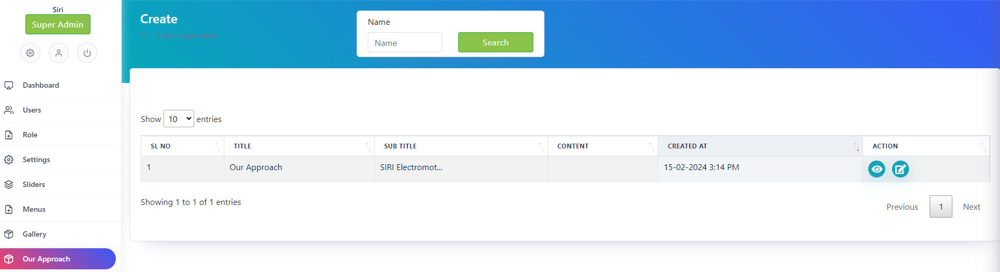 Siri
Super Admin
Dashboard
Users
Role
Settings
Sliders
Menus
Gallery
Our Approach
Create
Student Applications
Name
Name
Search
Show 10 entries
SL NO TITLE SUB TITLE CONTENT CREATED AT ACTION
1 Our Approach SIRI Electromot... 15-02-2024 3:14 PM
Showing 1 to 1 of 1 entries
Previous 1 Next